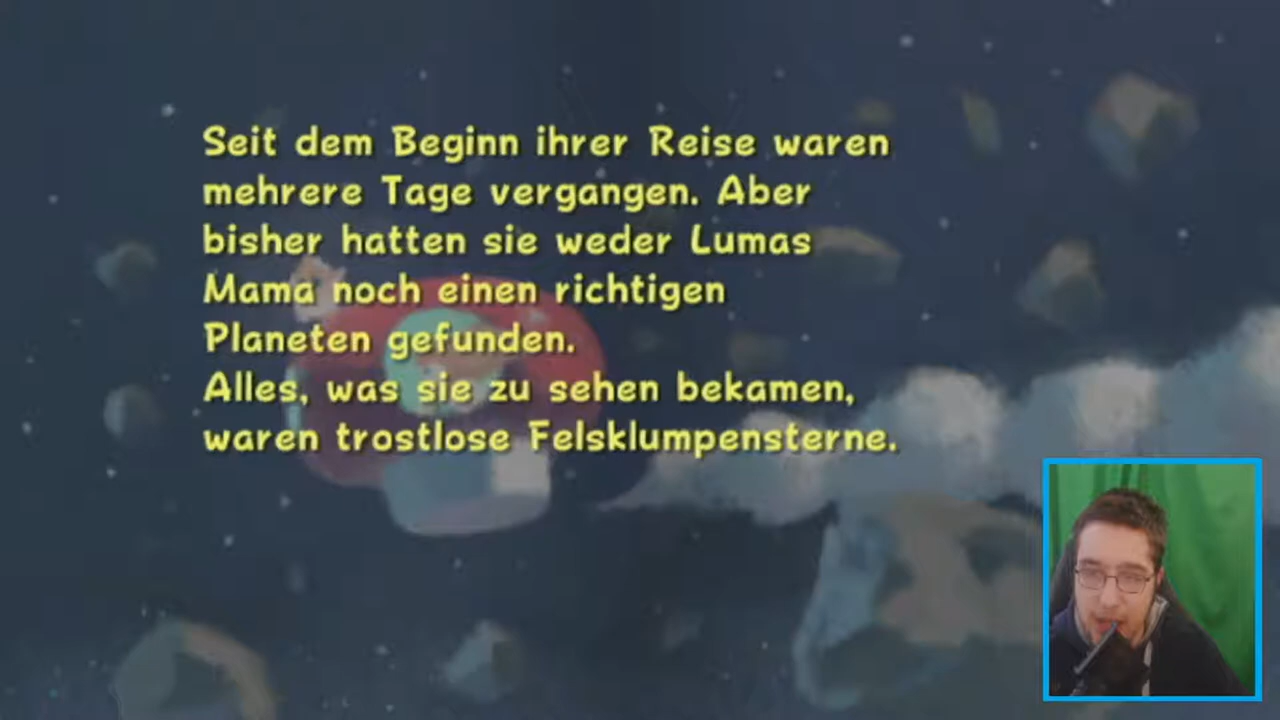 Seit dem Beginn ihrer Reise waren
mehrere Tage vergangen. Aber
bisher hatten sie weder Lumas
Mama noch einen richtigen
Planeten gefunden.
Alles, was sie zu sehen bekamen,
waren trostlose Felsklumpensterne.